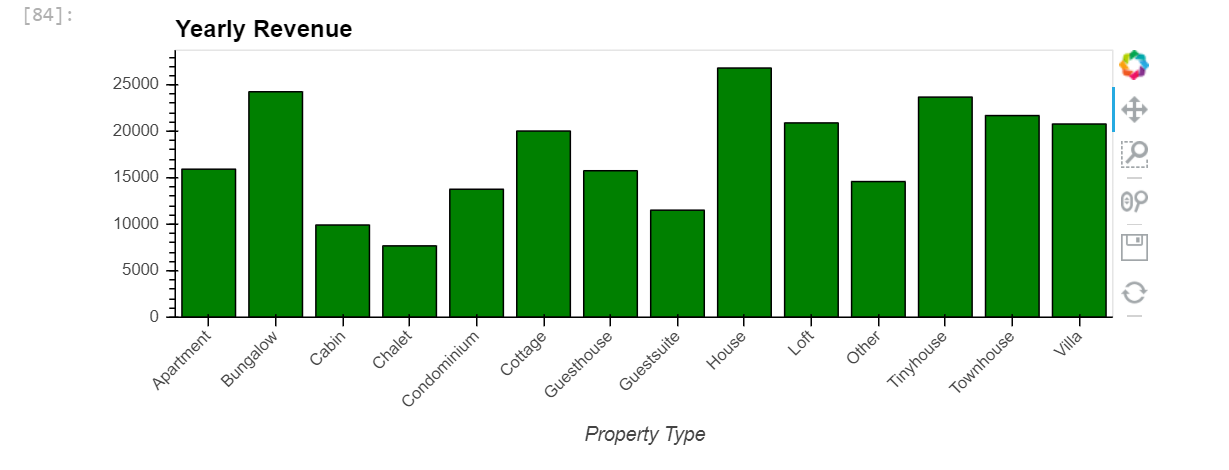 [84]:
Yearly Revenue
25000
20000
15000
10000
5000
0
Apartment
Bungalow
Cabin
Chalet
Condominium
Cottage
Guesthouse
Guestsuite
House
Loft
Other
Tinyhouse
Townhouse
Villa
Property Type